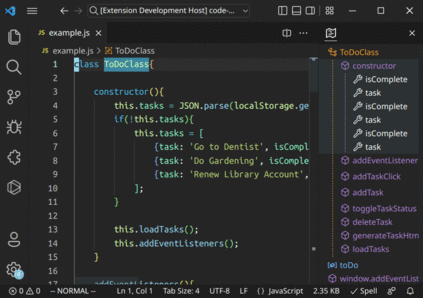 [Extension Development Host] code-...
example.js
example.js > ToDoClass
1 class ToDoClass{
2
3 constructor(){
4 this.tasks = JSON.parse(localStorage.ge
5 if(!this.tasks){
6 this.tasks = [
7 {task: 'Go to Dentist', isCompl
8 {task: 'Do Gardening', isComple
9 {task: 'Renew Library Account',
10 ];
11 }
12
13 this.loadTasks();
14 this.addEventListeners();
15 }
16
17 addEventListeners(){
ToDoClass
constructor
isComplete
task
isComplete
task
isComplete
task
addEventListener
addTaskClick
addTask
toggleTaskStatus
deleteTask
generateTaskHtm
loadTasks
toDo
window.addEventList
0 0 -- NORMAL -- Ln 1, Col 1 Tab Size: 4 UTF-8 LF {} JavaScript 2.35 KB Spell